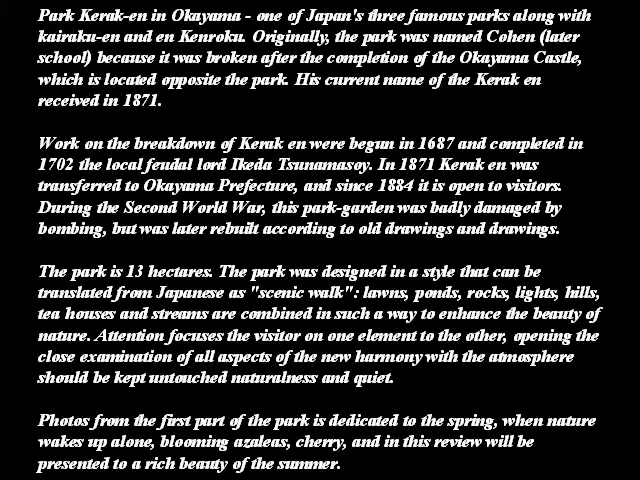 Park Kerak-en in Okayama - one of Japan's three famous parks along with
kairaku-en and en Kenroku. Originally, the park was named Cohen (later
school) because it was broken after the completion of the Okayama Castle,
which is located opposite the park. His current name of the Kerak en
received in 1871.

Work on the breakdown of Kerak en were begun in 1687 and completed in
1702 the local feudal lord Ikeda Tsunamasoy. In 1871 Kerak en was
transferred to Okayama Prefecture, and since 1884 it is open to visitors.
During the Second World War, this park-garden was badly damaged by
bombing, but was later rebuilt according to old drawings and drawings.

The park is 13 hectares. The park was designed in a style that can be
translated from Japanese as "scenic walk": lawns, ponds, rocks, lights, hills,
tea houses and streams are combined in such a way to enhance the beauty of
nature. Attention focuses the visitor on one element to the other, opening the
close examination of all aspects of the new harmony with the atmosphere
should be kept untouched naturalness and quiet.

Photos from the first part of the park is dedicated to the spring, when nature
wakes up alone, blooming azaleas, cherry, and in this review will be
presented to a rich beauty of the summer.